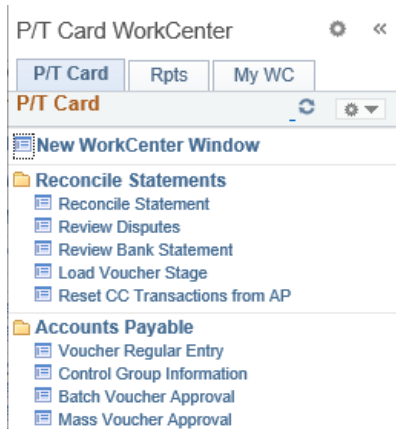 P/T Card WorkCenter
P/T Card Rpts My WC
P/T Card
New WorkCenter Window
Reconcile Statements
Reconcile Statement
Review Disputes
Review Bank Statement
Load Voucher Stage
Reset CC Transactions from AP
Accounts Payable
Voucher Regular Entry
Control Group Information
Batch Voucher Approval
Mass Voucher Approval